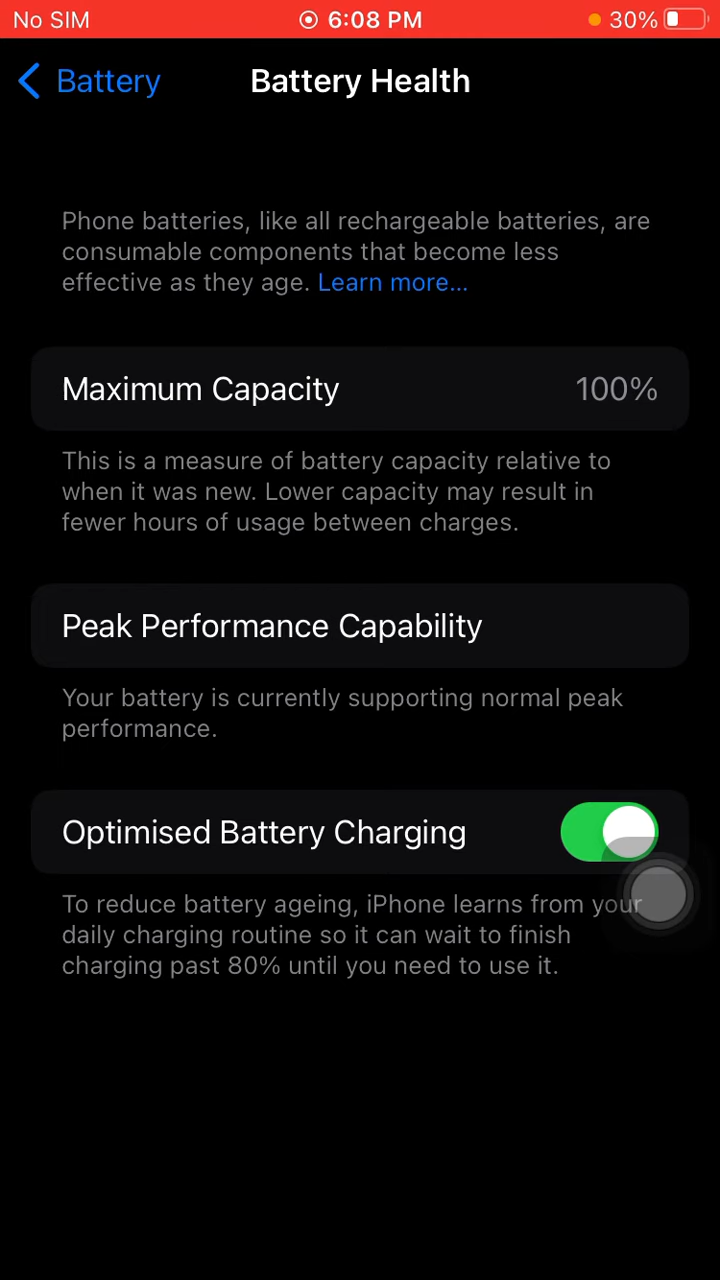 No SIM 6:08 PM 30%
Battery Battery Health
Phone batteries, like all rechargeable batteries, are
consumable components that become less
effective as they age. Learn more...
Maximum Capacity 100%
This is a measure of battery capacity relative to
when it was new. Lower capacity may result in
fewer hours of usage between charges.
Peak Performance Capability
Your battery is currently supporting normal peak
performance.
Optimised Battery Charging
To reduce battery ageing, iPhone learns from your
daily charging routine so it can wait to finish
charging past 80% until you need to use it.